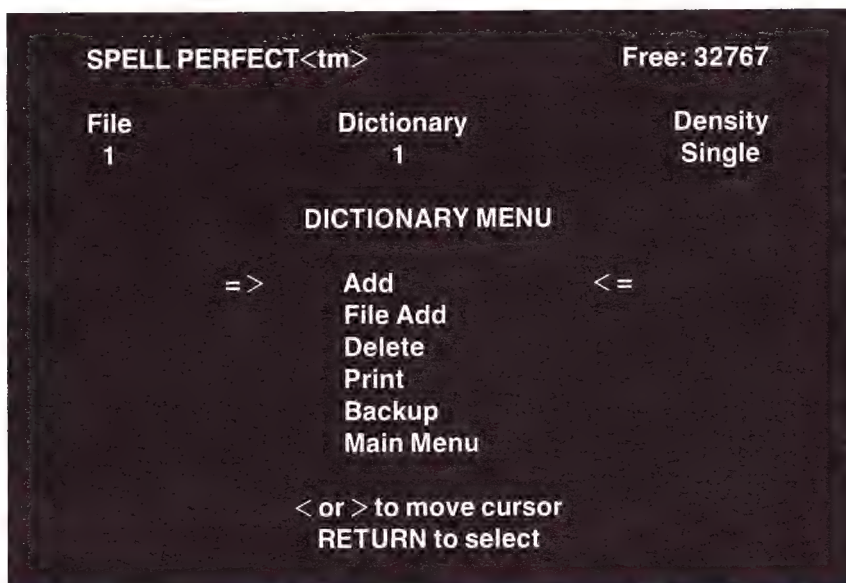 SPELL PERFECT<tm> Free: 32767
File Dictionary Density
1 1 Single
DICTIONARY MENU
=> Add <=
File Add
Delete
Print
Backup
Main Menu
< or > to move cursor
RETURN to select